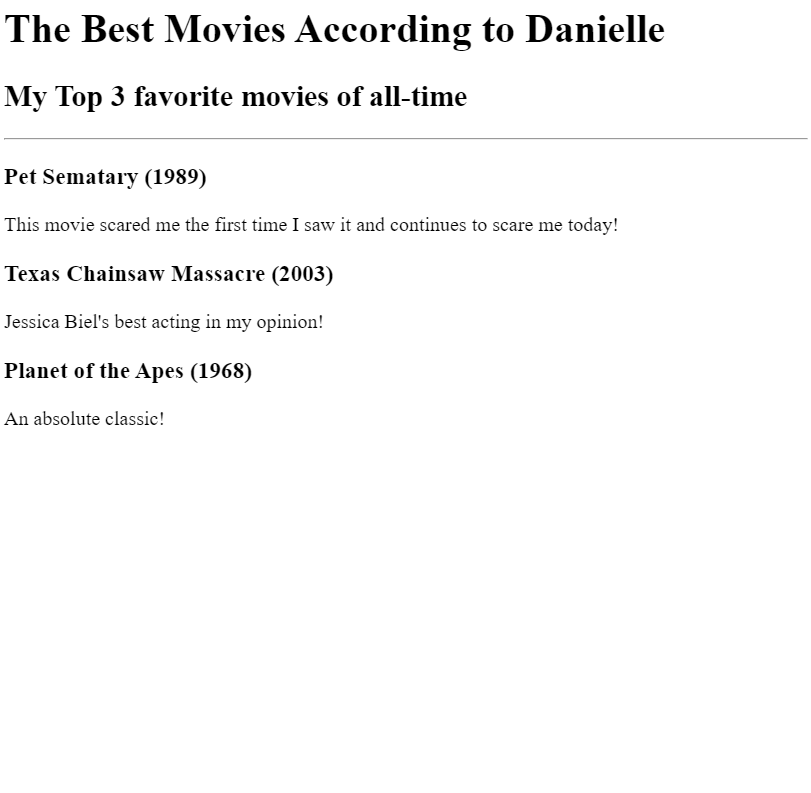 The Best Movies According to Danielle
My Top 3 favorite movies of all-time
Pet Sematary (1989)
This movie scared me the first time I saw it and continues to scare me today!
Texas Chainsaw Massacre (2003)
Jessica Biel's best acting in my opinion!
Planet of the Apes (1968)
An absolute classic!